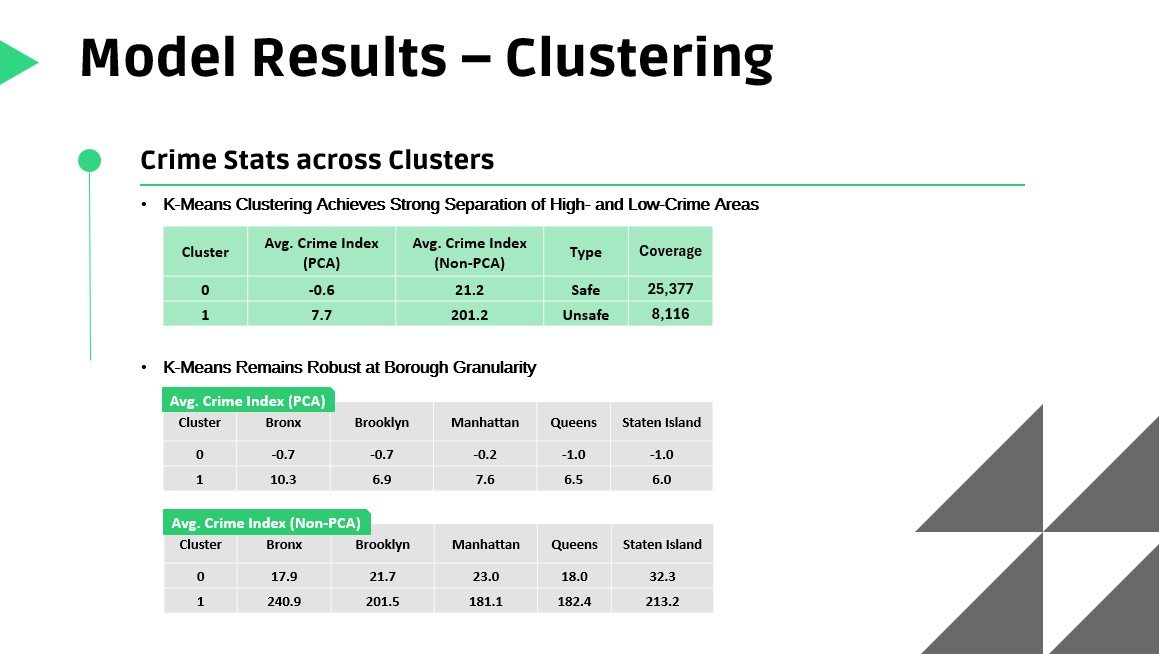 Model Results – Clustering
Crime Stats across Clusters
• K-Means Clustering Achieves Strong Separation of High- and Low-Crime Areas
Cluster Avg. Crime Index (PCA) Avg. Crime Index (Non-PCA) Type Coverage
0 -0.6 21.2 Safe 25,377
1 7.7 201.2 Unsafe 8,116
• K-Means Remains Robust at Borough Granularity
Avg. Crime Index (PCA)
Cluster Bronx Brooklyn Manhattan Queens Staten Island
0 -0.7 -0.7 -0.2 -1.0 -1.0
1 10.3 6.9 7.6 6.5 6.0
Avg. Crime Index (Non-PCA)
Cluster Bronx Brooklyn Manhattan Queens Staten Island
0 17.9 21.7 23.0 18.0 32.3
1 240.9 201.5 181.1 182.4 213.2